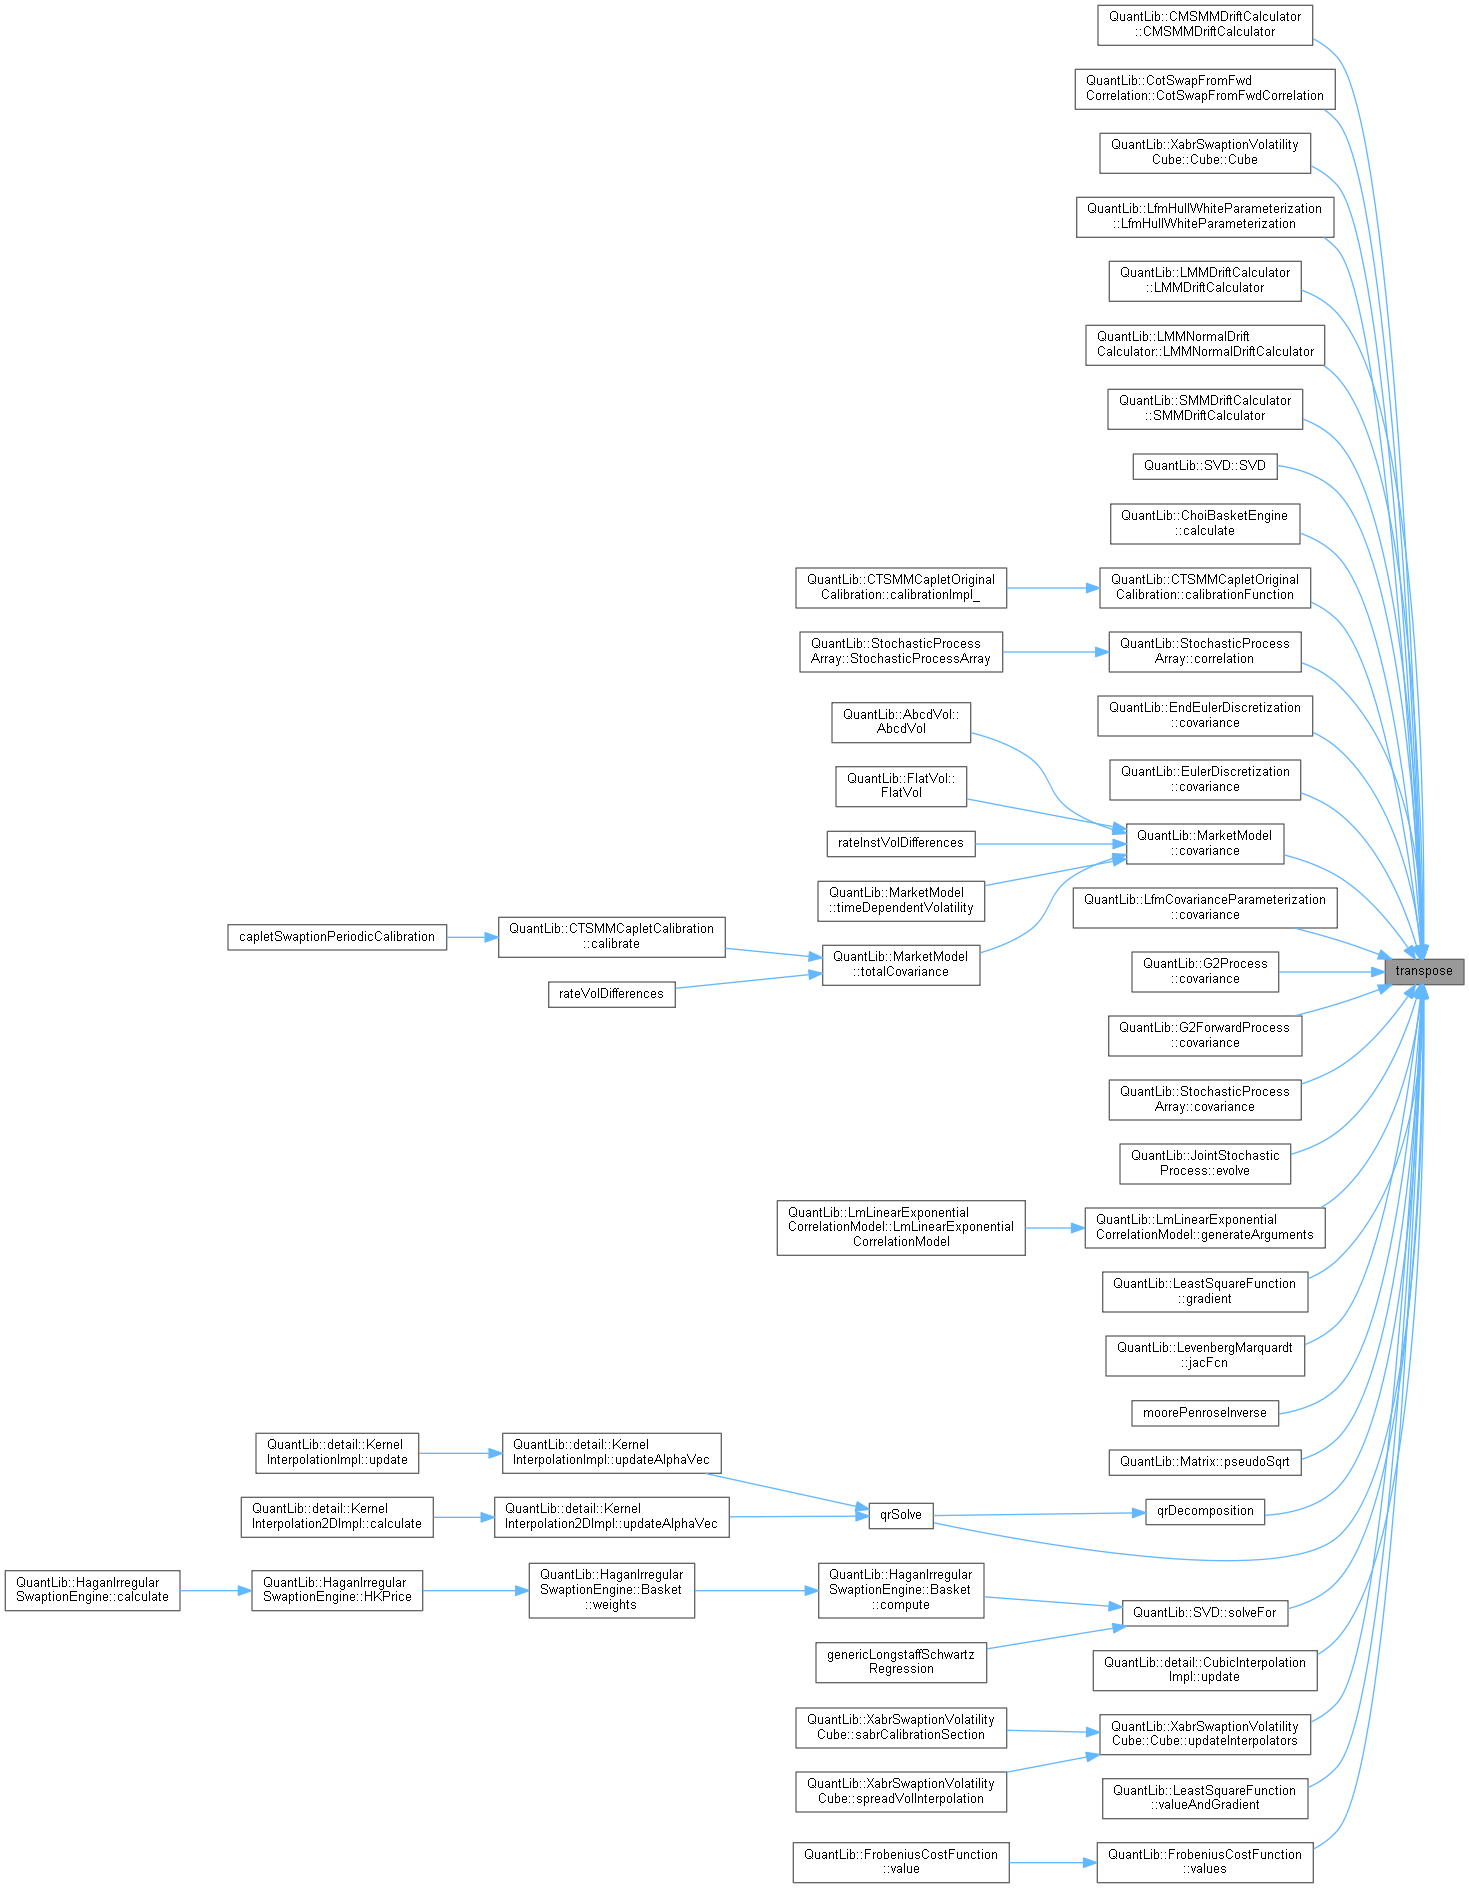 QuantLib::CMSMMDriftCalculator
::CMSMMDriftCalculator
QuantLib::CotSwapFromFwd
Correlation::CotSwapFromFwdCorrelation
QuantLib::XabrSwaptionVolatility
Cube::Cube::Cube
QuantLib::LfmHullWhiteParameterization
::LfmHullWhiteParameterization
QuantLib::LMMDriftCalculator
::LMMDriftCalculator
QuantLib::LMMNormalDrift
Calculator::LMMNormalDriftCalculator
QuantLib::SMMDriftCalculator
::SMMDriftCalculator
QuantLib::SVD::SVD
QuantLib::ChoiBasketEngine
::calculate
QuantLib::CTSMMCapletOriginal
Calibration::calibrationImpl_
QuantLib::CTSMMCapletOriginal
Calibration::calibrationFunction
QuantLib::StochasticProcess
Array::StochasticProcessArray
QuantLib::StochasticProcess
Array::correlation
QuantLib::AbcdVol::
AbcdVol
QuantLib::EndEulerDiscretization
::covariance
QuantLib::FlatVol::
FlatVol
QuantLib::EulerDiscretization
::covariance
rateInstVolDifferences
QuantLib::MarketModel
::covariance
QuantLib::MarketModel
::timeDependentVolatility
QuantLib::LfmCovarianceParameterization
::covariance
capletSwaptionPeriodicCalibration
QuantLib::CTSMMCapletCalibration
::calibrate
QuantLib::MarketModel
::totalCovariance
QuantLib::G2Process
::covariance
transpose
rateVolDifferences
QuantLib::G2ForwardProcess
::covariance
QuantLib::StochasticProcess
Array::covariance
QuantLib::JointStochastic
Process::evolve
QuantLib::LmLinearExponential
CorrelationModel::LmLinearExponential
CorrelationModel
QuantLib::LmLinearExponential
CorrelationModel::generateArguments
QuantLib::LeastSquareFunction
::gradient
QuantLib::LevenbergMarquardt
::jacFcn
moorePenroseInverse
QuantLib::detail::Kernel
InterpolationImpl::update
QuantLib::detail::Kernel
InterpolationImpl::updateAlphaVec
QuantLib::Matrix::pseudoSqrt
QuantLib::detail::Kernel
Interpolation2DImpl::calculate
QuantLib::detail::Kernel
Interpolation2DImpl::updateAlphaVec
qrSolve
qrDecomposition
QuantLib::HaganIrregular
SwaptionEngine::calculate
QuantLib::HaganIrregular
SwaptionEngine::HKPrice
QuantLib::HaganIrregular
SwaptionEngine::Basket
::weights
QuantLib::HaganIrregular
SwaptionEngine::Basket
::compute
QuantLib::SVD::solveFor
genericLongstaffSchwartz
Regression
QuantLib::detail::CubicInterpolation
Impl::update
QuantLib::XabrSwaptionVolatility
Cube::sabrCalibrationSection
QuantLib::XabrSwaptionVolatility
Cube::Cube::updateInterpolators
QuantLib::XabrSwaptionVolatility
Cube::spreadVolInterpolation
QuantLib::LeastSquareFunction
::valueAndGradient
QuantLib::FrobeniusCostFunction
::value
QuantLib::FrobeniusCostFunction
::values